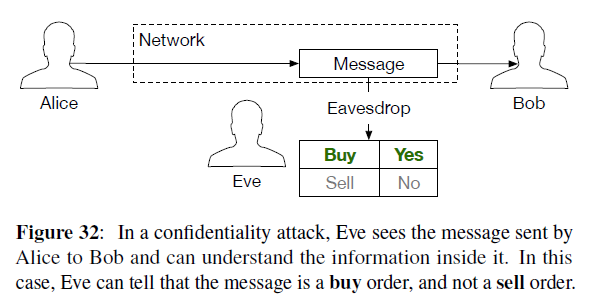 Network
Message
Alice
Bob
Eavesdrop
Eve
Buy Yes
Sell No
Figure 32: In a confidentiality attack, Eve sees the message sent by
Alice to Bob and can understand the information inside it. In this
case, Eve can tell that the message is a buy order, and not a sell order.